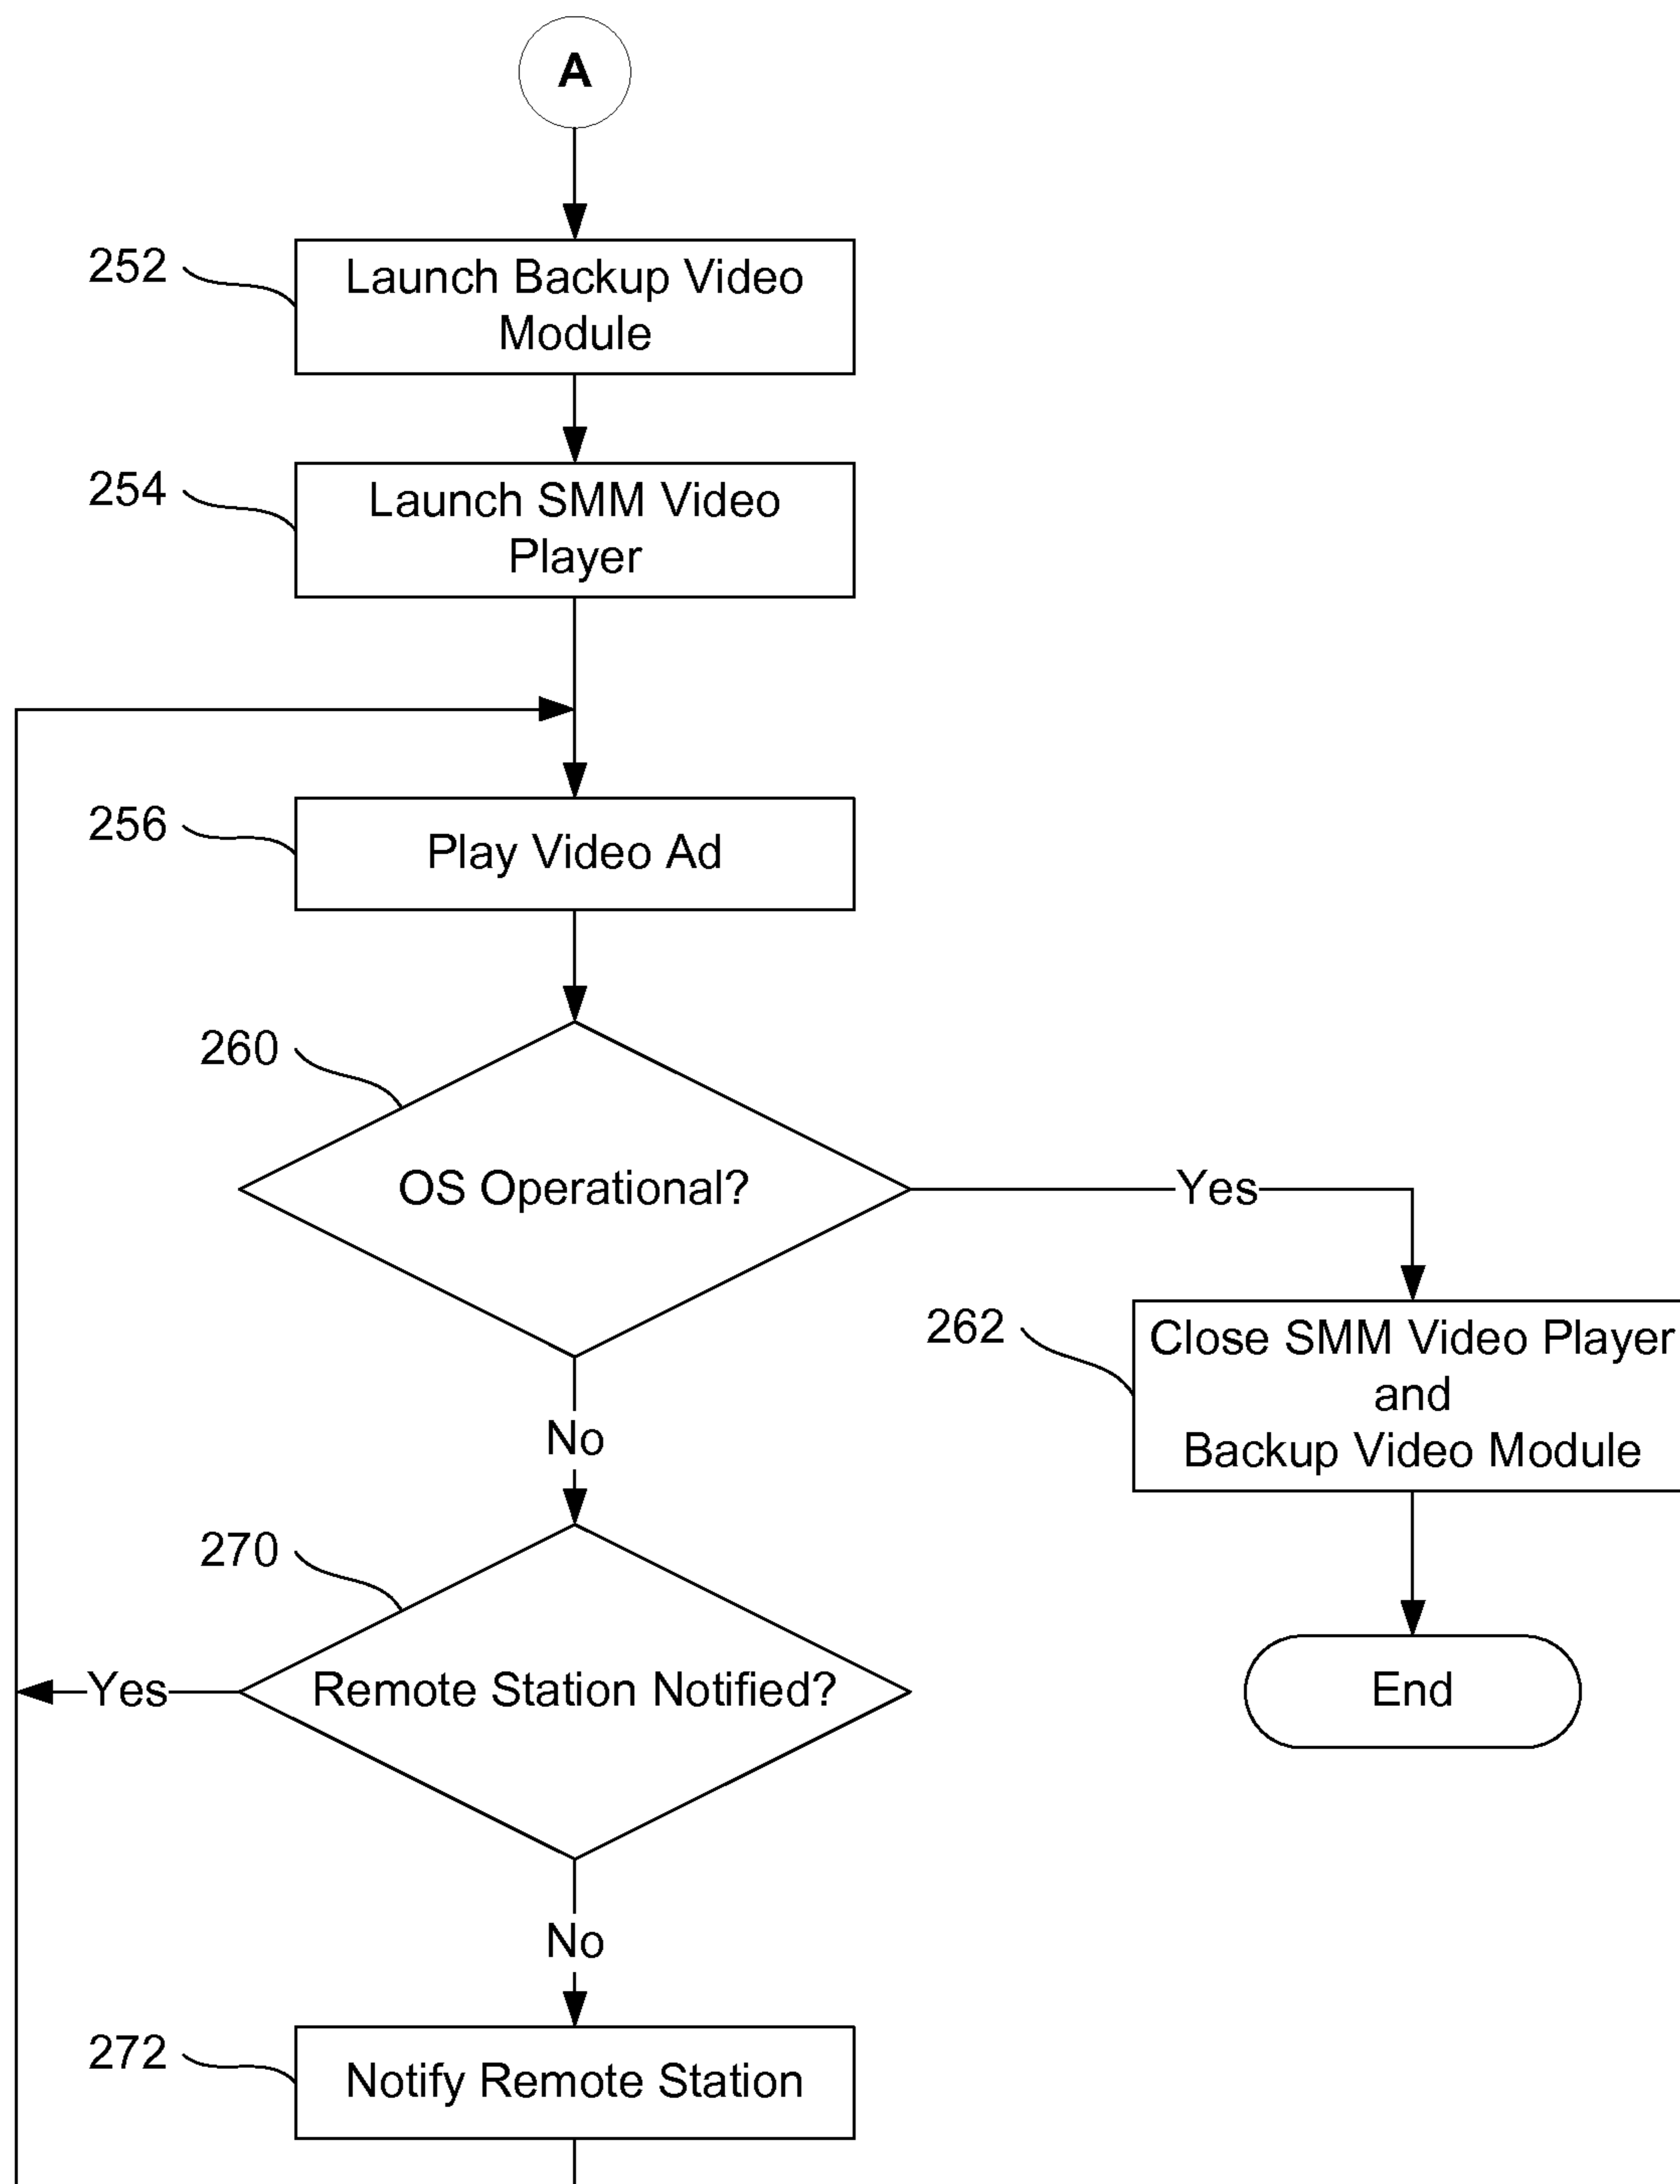 A
252
Launch Backup Video
Module
254
Launch SMM Video
Player
256
Play Video Ad
260
OS Operational?
Yes
262
Close SMM Video Player
and
Backup Video Module
No
270
Remote Station Notified?
Yes
End
No
272
Notify Remote Station